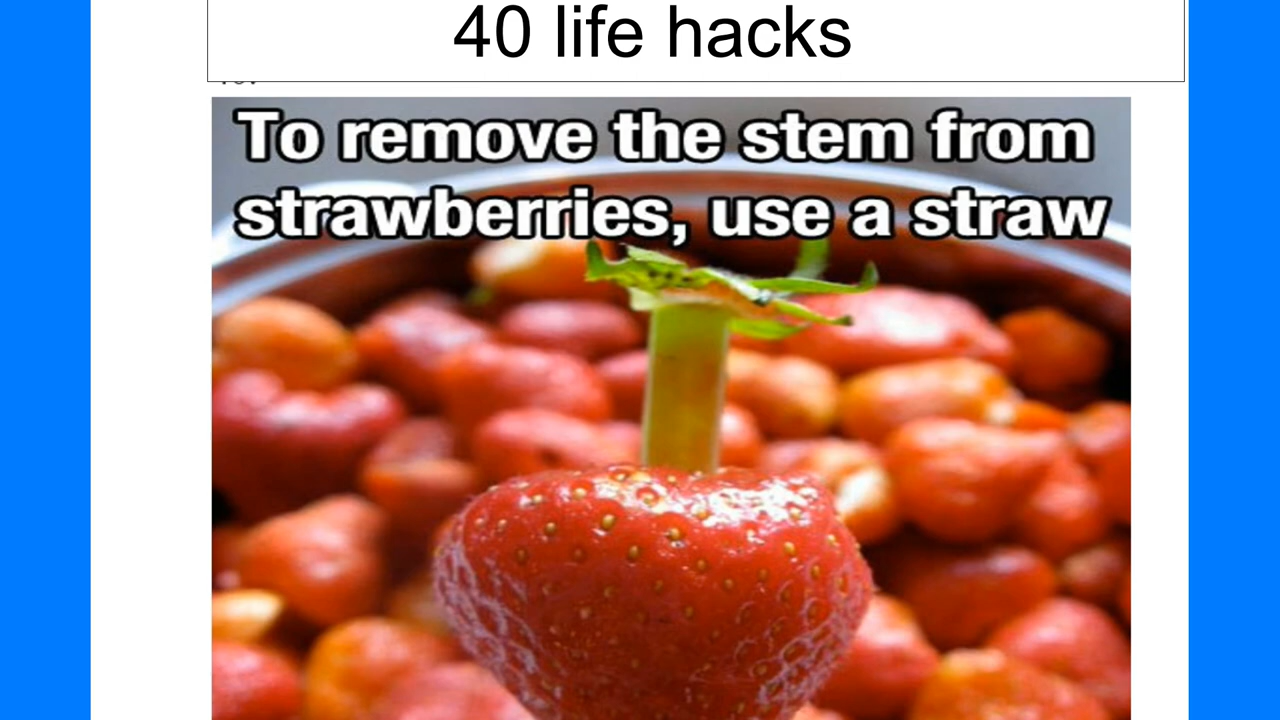 40 life hacks
To remove the stem from
strawberries, use a straw